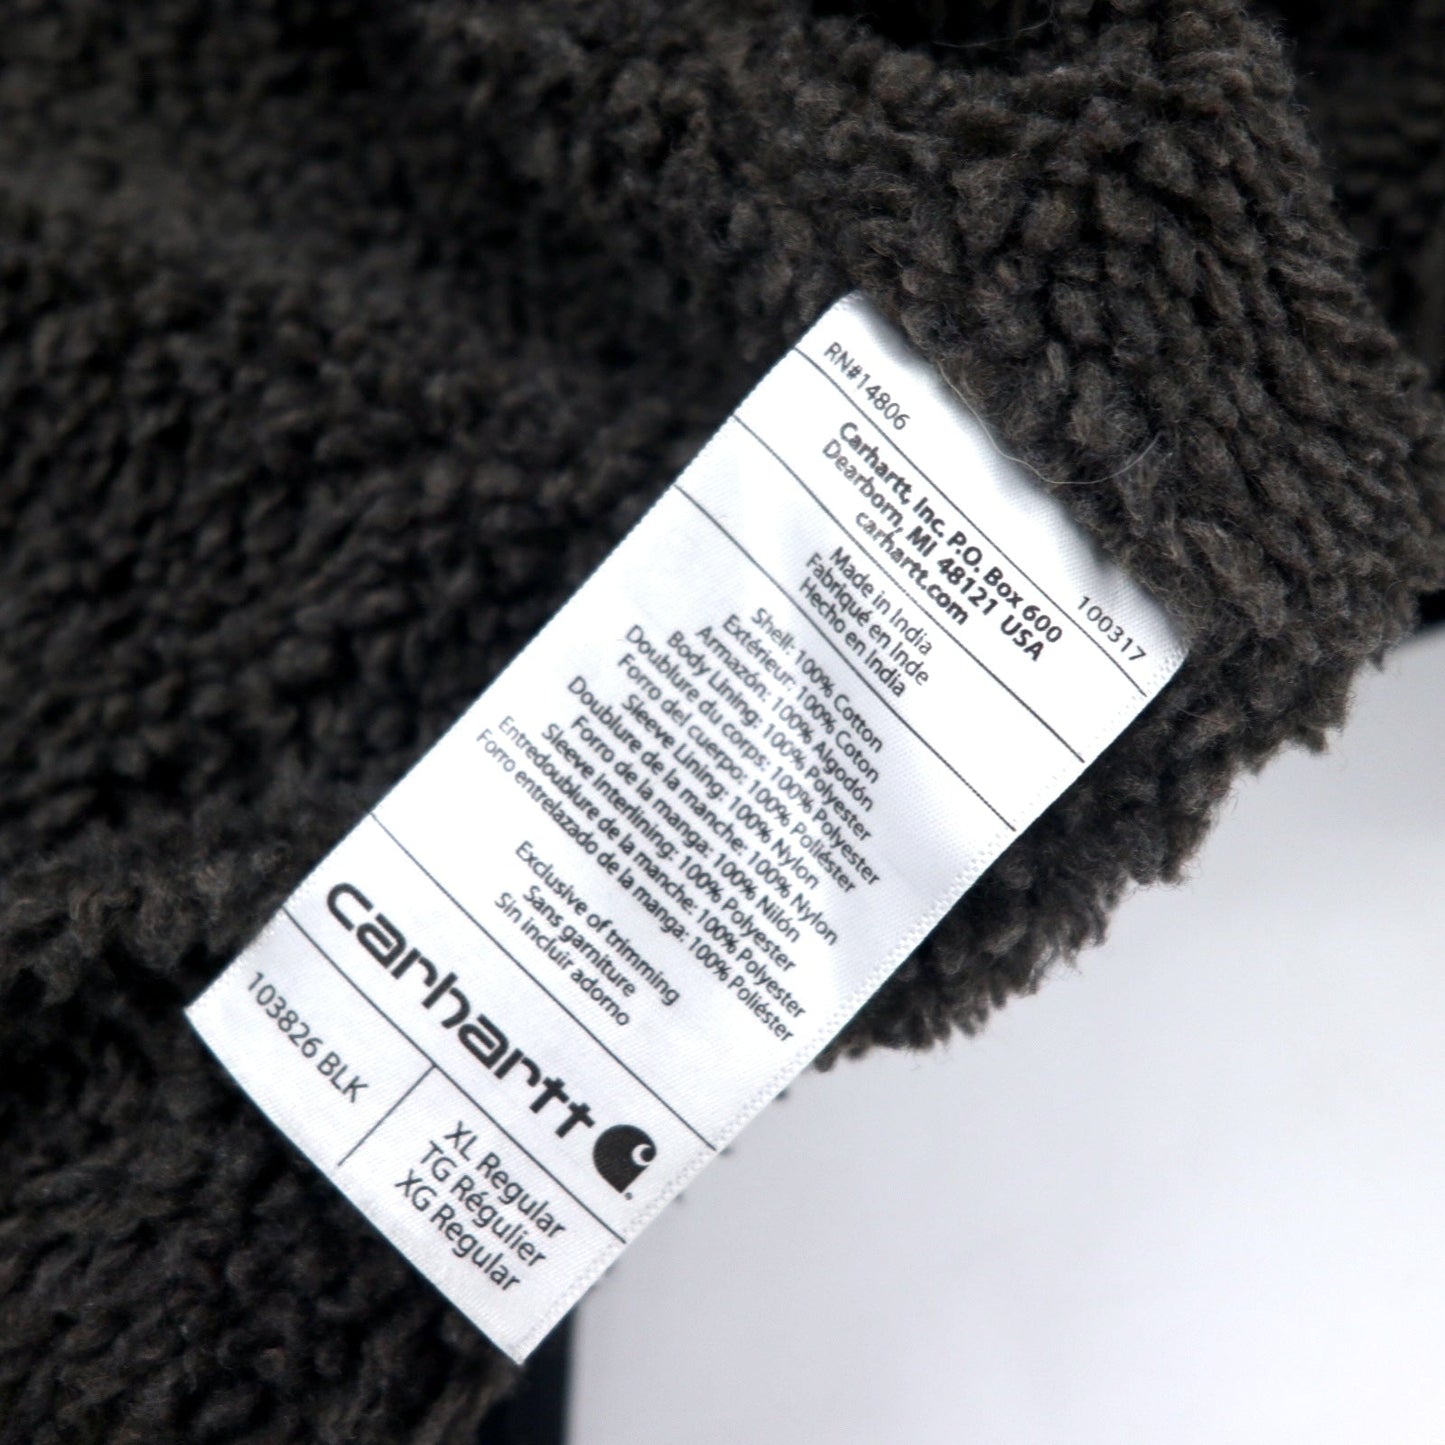 RN#14806
100317
Carhartt, Inc. P.O. Box 600
Dearborn, MI 48121 USA
carhartt.com
Made in India
Fabriqué en Inde
Hecho en India
Shell: 100% Cotton
Extérieur: 100% Coton
Armazón: 100% Algodón
Body Lining: 100% Polyester
Doublure du corps: 100% Polyester
Forro del cuerpo: 100% Poliéster
Sleeve Lining: 100% Nylon
Doublure de la manche: 100% Nylon
Forro de la manga: 100% Nilón
Sleeve Interlining: 100% Polyester
Entredoublure de la manche: 100% Polyester
Forro entrelazado de la manga: 100% Poliéster
Exclusive of trimming
Sans garniture
Sin incluir adorno
carhartt
103826 BLK
XL Regular
TG Régulier
XG Regular